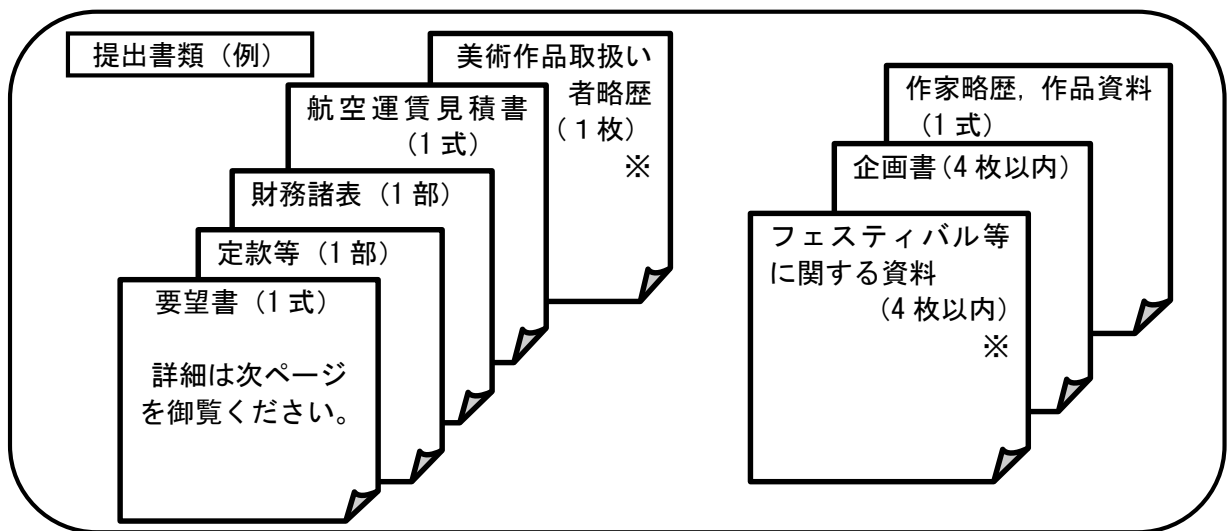 提出書類（例）
美術作品取扱い
者略歴
（１枚）
※
航空運賃見積書
（1 式）
財務諸表（1 部）
定款等（1 部）
要望書（1 式）
詳細は次ページ
を御覧ください。
作家略歴，作品資料
（1 式）
企画書（4 枚以内）
フェスティバル等
に関する資料
（4 枚以内）
※